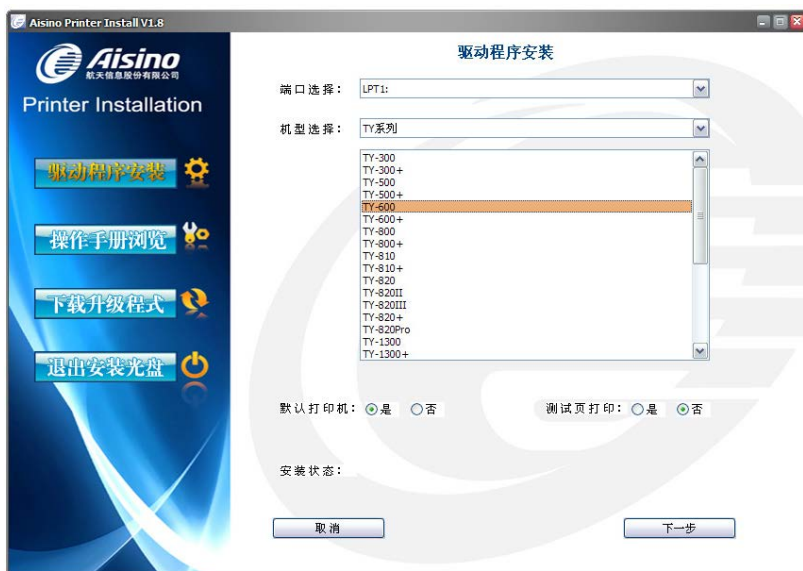 Aisino Printer Install V1.8
Aisino
航天信息股份有限公司
Printer Installation
驱动程序安装
操作手册浏览
下载升级程式
退出安装光盘
驱动程序安装
端口选择： LPT1:
机型选择： TY系列
TY-300
TY-300+
TY-500
TY-500+
TY-600
TY-600+
TY-800
TY-800+
TY-810
TY-810+
TY-820
TY-820II
TY-820III
TY-820+
TY-820Pro
TY-1300
TY-1300+
默认打印机： 是 否 测试页打印： 是 否
安装状态：
取消 下一步